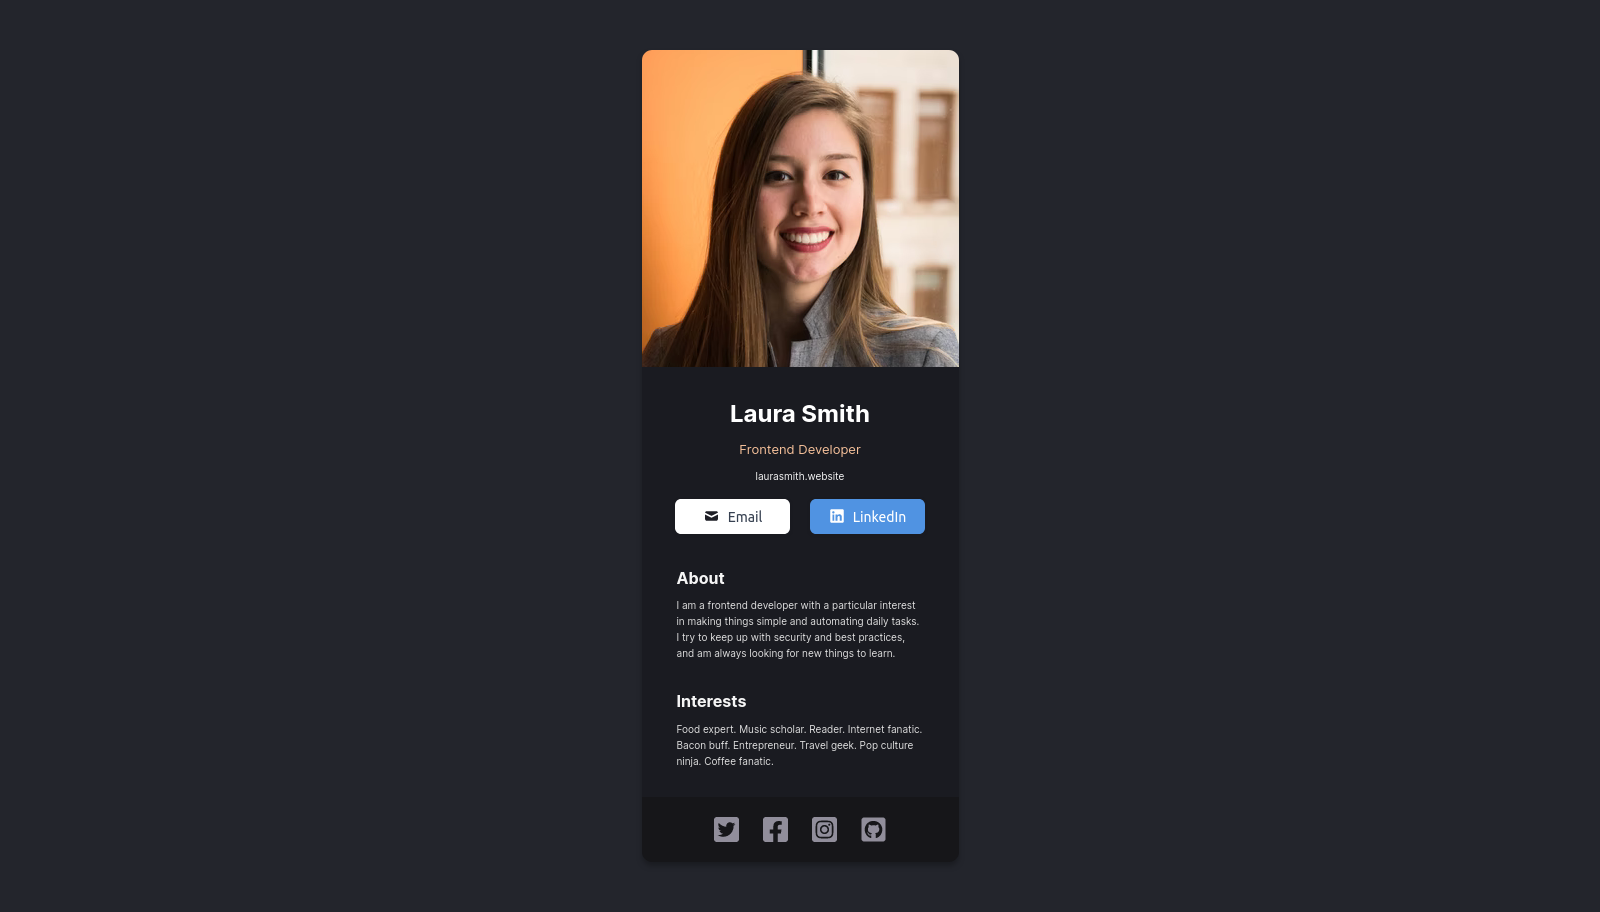 Laura Smith
Frontend Developer
laurasmith.website
Email
LinkedIn
About
I am a frontend developer with a particular interest
in making things simple and automating daily tasks.
I try to keep up with security and best practices,
and am always looking for new things to learn.
Interests
Food expert. Music scholar. Reader. Internet fanatic.
Bacon buff. Entrepreneur. Travel geek. Pop culture
ninja. Coffee fanatic.